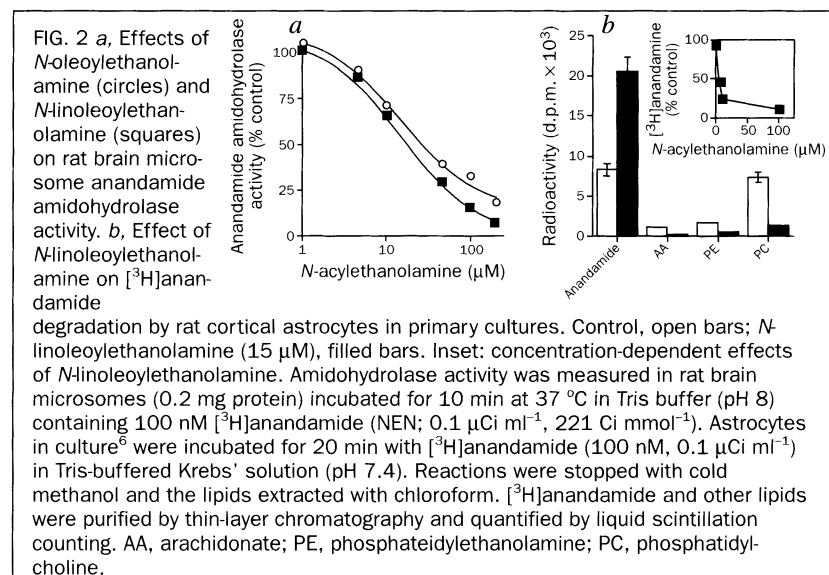 FIG. 2 a, Effects of
N-oleoylethanol-
amine (circles) and
N-linoleoylethan-
olamine (squares)
on rat brain micro-
some anandamide
amidohydrolase
activity. b, Effect of
N-linoleoylethanol-
amine on [³H]anan-
damide
a
Anandamide amidohydrolase
activity (% control)
100
75
50
25
0
1
10
100
N-acylethanolamine (μM)
b
Radioactivity (d.p.m. × 10³)
25
20
15
10
5
0
Anandamide
AA
PE
PC
[³H]anandamine
(% control)
100
50
0
0
50
100
N-acylethanolamine (μM)
degradation by rat cortical astrocytes in primary cultures. Control, open bars; N-
linoleoylethanolamine (15 μM), filled bars. Inset: concentration-dependent effects
of N-linoleoylethanolamine. Amidohydrolase activity was measured in rat brain
microsomes (0.2 mg protein) incubated for 10 min at 37 °C in Tris buffer (pH 8)
containing 100 nM [³H]anandamide (NEN; 0.1 μCi ml⁻¹, 221 Ci mmol⁻¹). Astrocytes
in culture⁶ were incubated for 20 min with [³H]anandamide (100 nM, 0.1 μCi ml⁻¹)
in Tris-buffered Krebs' solution (pH 7.4). Reactions were stopped with cold
methanol and the lipids extracted with chloroform. [³H]anandamide and other lipids
were purified by thin-layer chromatography and quantified by liquid scintillation
counting. AA, arachidonate; PE, phosphateidylethanolamine; PC, phosphatidyl-
choline.